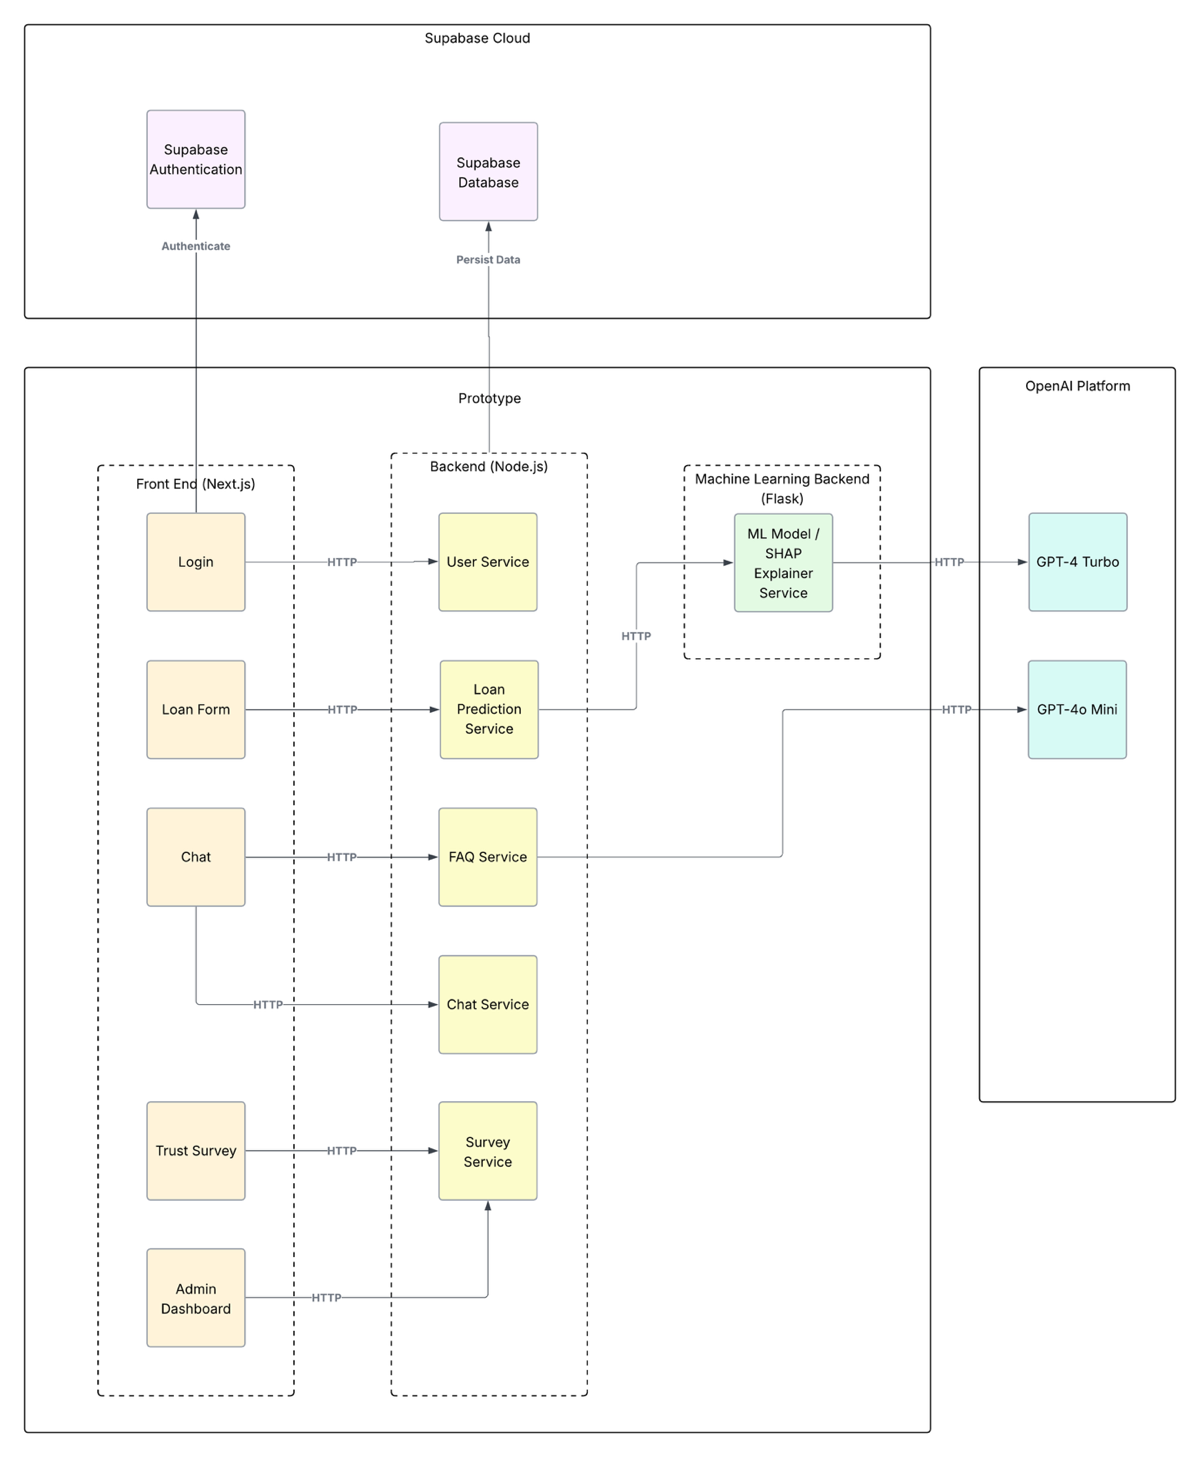 Supabase Cloud
Supabase
Authentication
Supabase
Database
Authenticate
Persist Data
Prototype
OpenAI Platform
Front End (Next.js)
Backend (Node.js)
Machine Learning Backend
(Flask)
Login
HTTP
User Service
ML Model /
SHAP
Explainer
Service
HTTP
GPT-4 Turbo
HTTP
Loan Form
HTTP
Loan
Prediction
Service
HTTP
GPT-4o Mini
Chat
HTTP
FAQ Service
HTTP
Chat Service
Trust Survey
HTTP
Survey
Service
Admin
Dashboard
HTTP